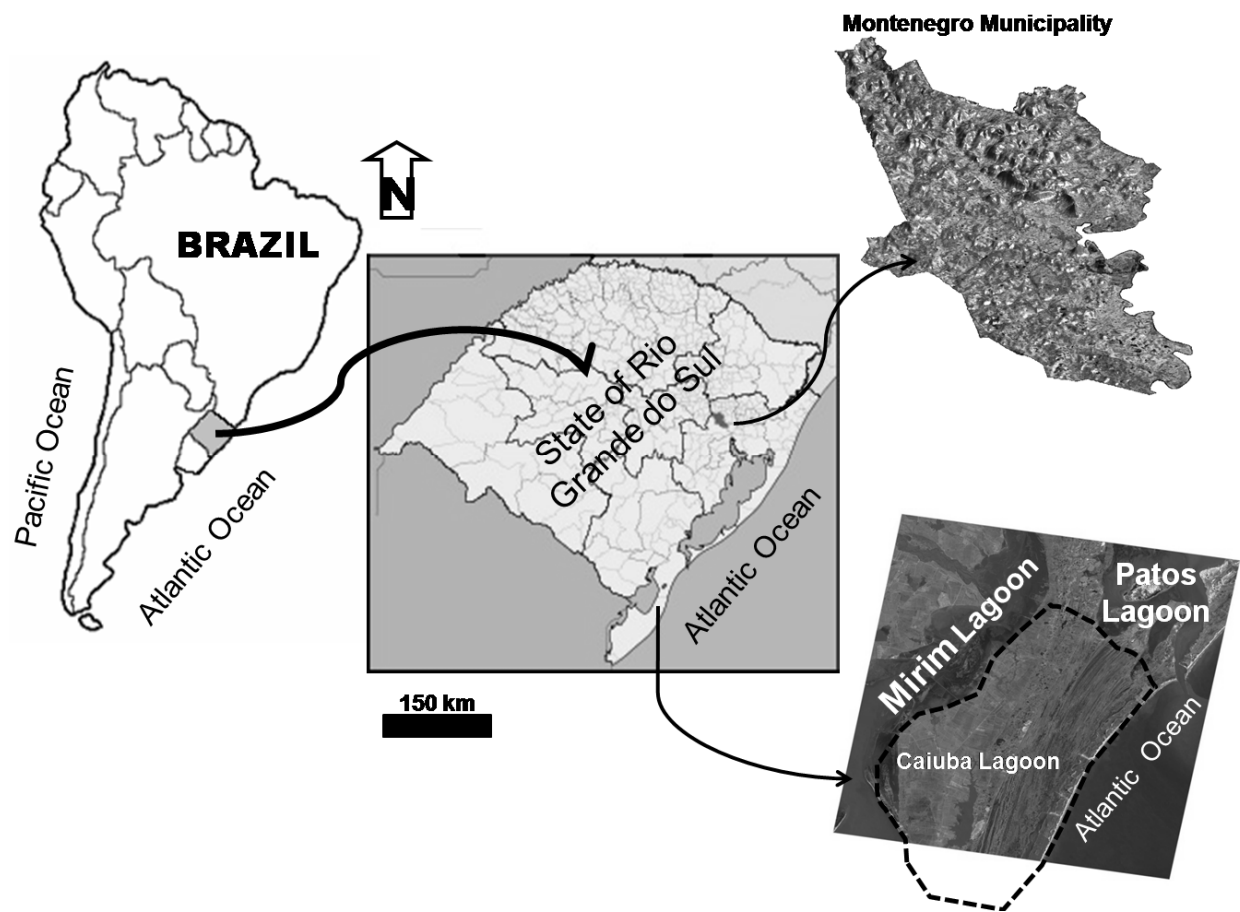 Montenegro Municipality
N
BRAZIL
Pacific Ocean
Atlantic Ocean
State of Rio
Grande do Sul
Atlantic Ocean
150 km
Mirim Lagoon
Patos
Lagoon
Caiuba Lagoon
Atlantic Ocean